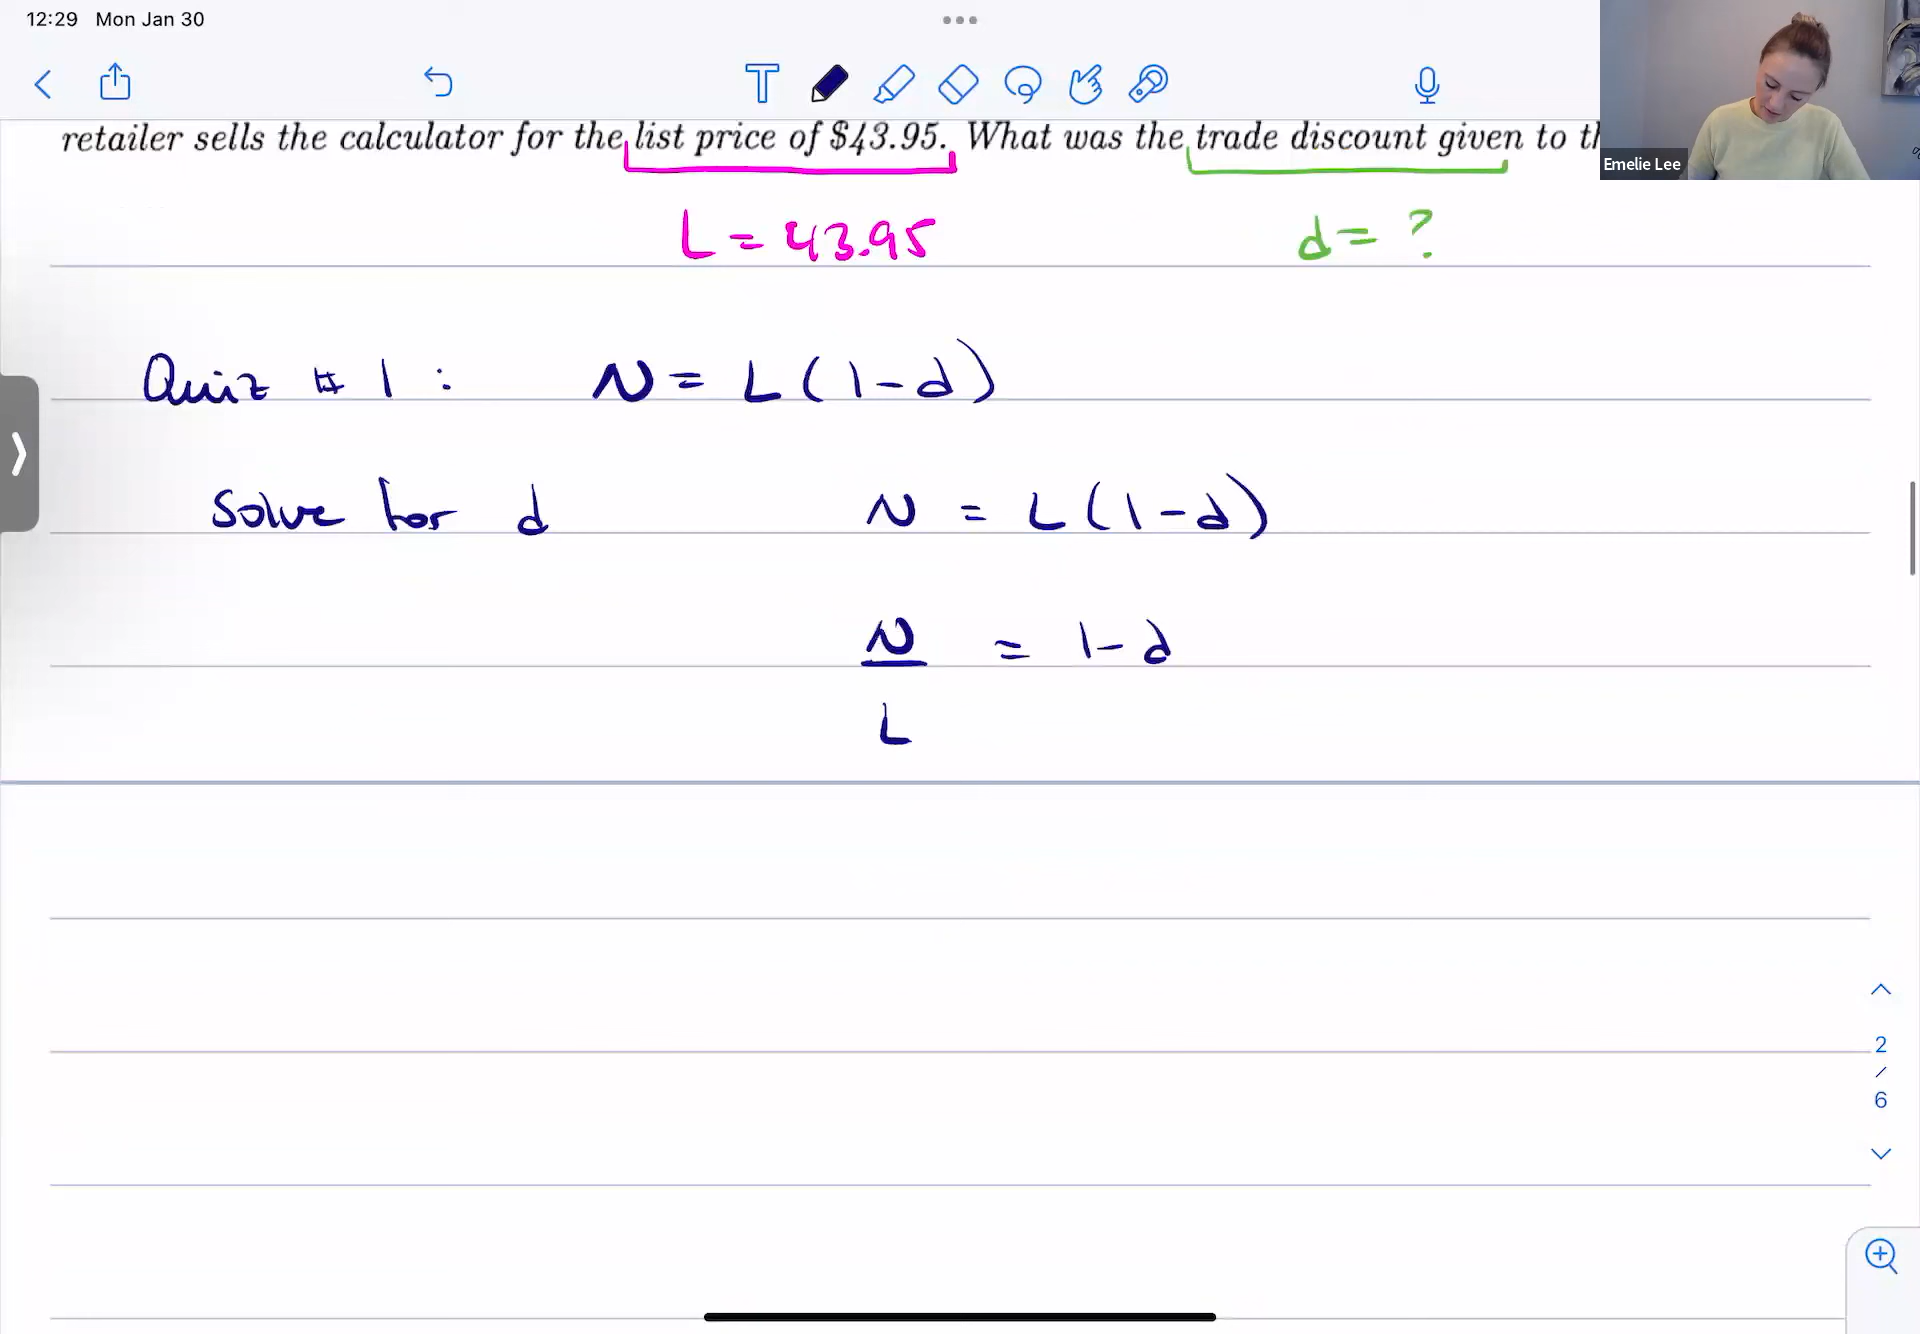 12:29 Mon Jan 30
retailer sells the calculator for the list price of $43.95. What was the trade discount given to
Emelie Lee
L = 43.95 d = ?
Quiz # 1 : N = L(1-d)
Solve for d N = L(1-d)
N/L = 1-d
2
/
6